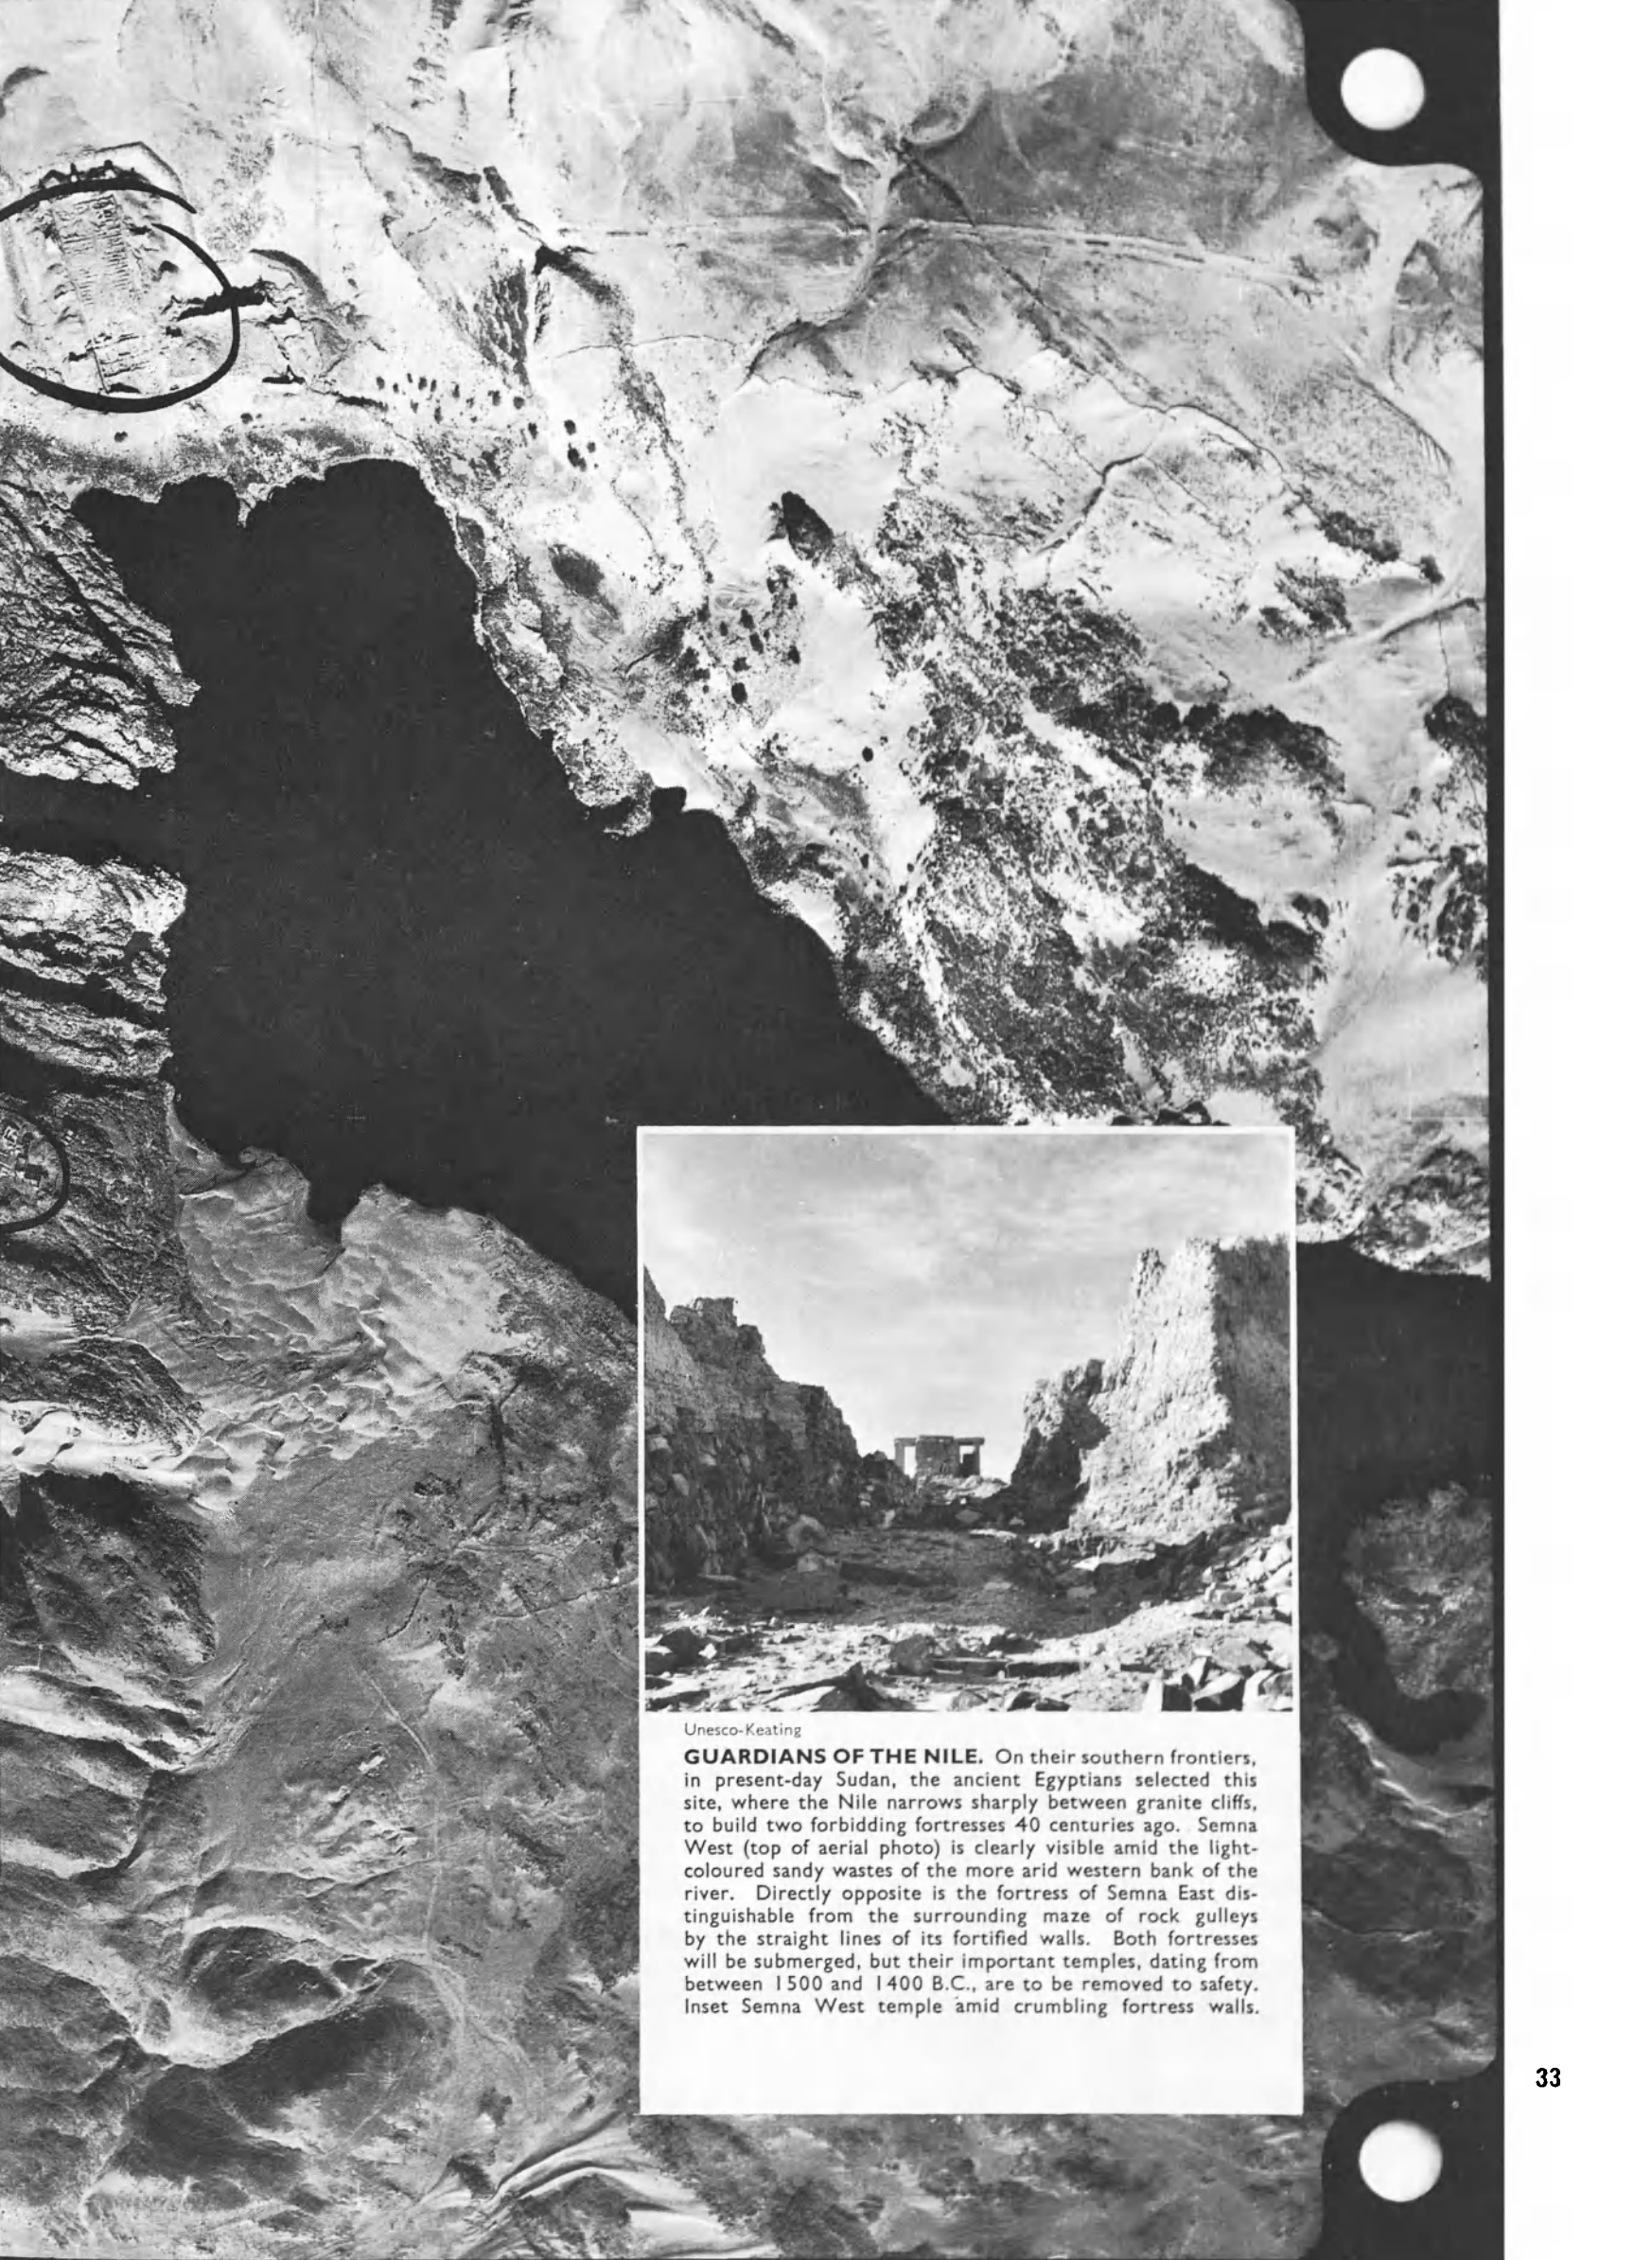 Unesco-Keating
GUARDIANS OF THE NILE. On their southern frontiers,
in present-day Sudan, the ancient Egyptians selected this
site, where the Nile narrows sharply between granite cliffs,
to build two forbidding fortresses 40 centuries ago. Semna
West (top of aerial photo) is clearly visible amid the light-
coloured sandy wastes of the more arid western bank of the
river. Directly opposite is the fortress of Semna East dis-
tinguishable from the surrounding maze of rock gulleys
by the straight lines of its fortified walls. Both fortresses
will be submerged, but their important temples, dating from
between 1500 and 1400 B.C., are to be removed to safety.
Inset Semna West temple amid crumbling fortress walls.
33